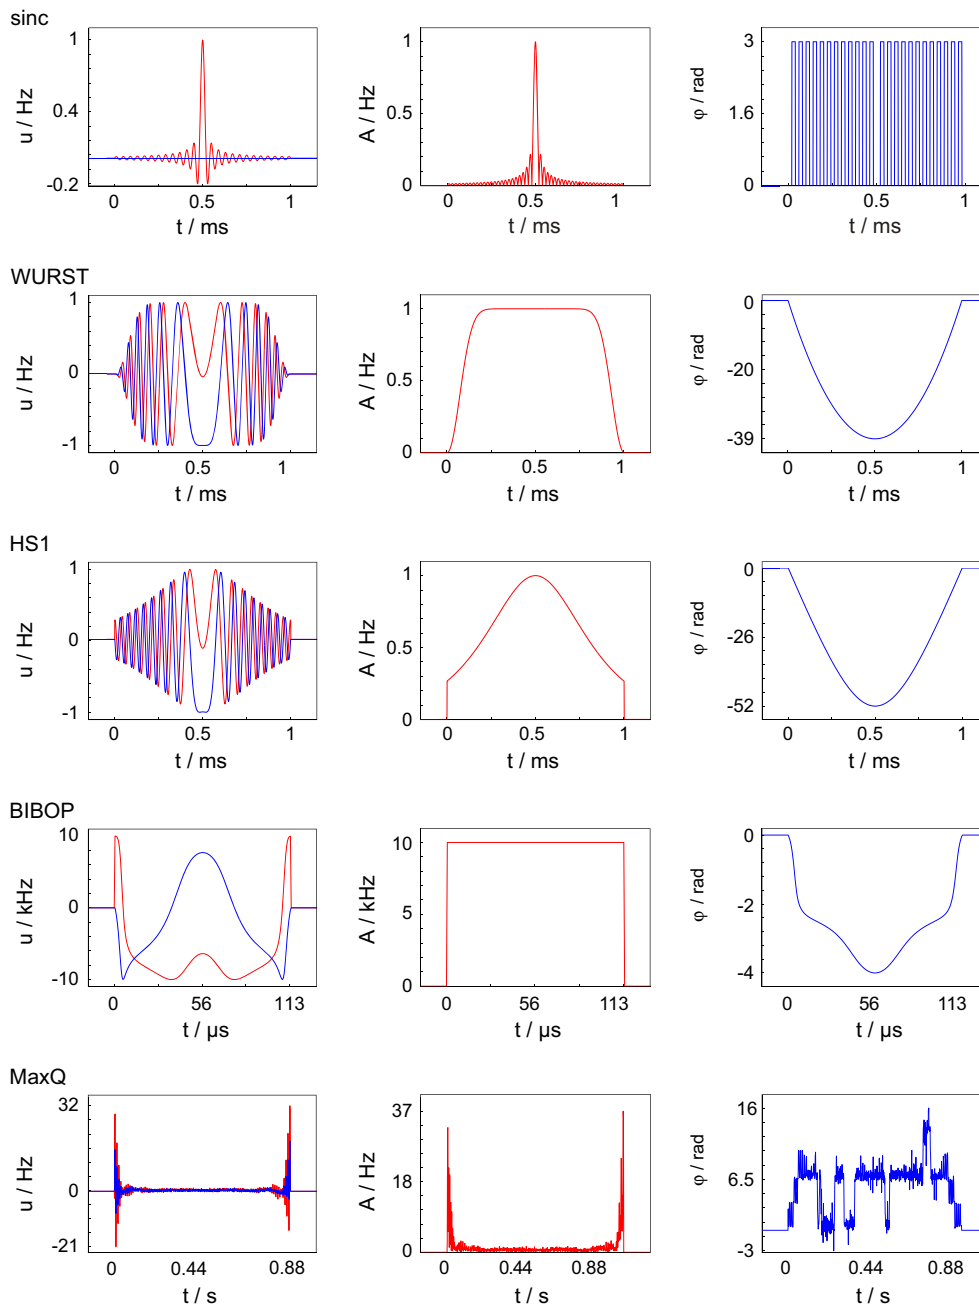 sinc
1
0.4
-0.2
u / Hz
0
0.5
1
t / ms
1
0.5
0
A / Hz
0
0.5
1
t / ms
3
1.6
0
φ / rad
0
0.5
1
t / ms
WURST
1
0
-1
u / Hz
0
0.5
1
t / ms
1
0.5
0
A / Hz
0
0.5
1
t / ms
0
-20
-39
φ / rad
0
0.5
1
t / ms
HS1
1
0
-1
u / Hz
0
0.5
1
t / ms
1
0.5
0
A / Hz
0
0.5
1
t / ms
0
-26
-52
φ / rad
0
0.5
1
t / ms
BIBOP
10
0
-10
u / kHz
0
56
113
t / µs
10
5
0
A / kHz
0
56
113
t / µs
0
-2
-4
φ / rad
0
56
113
t / µs
MaxQ
32
0
-21
u / Hz
0
0.44
0.88
t / s
37
18
0
A / Hz
0
0.44
0.88
t / s
16
6.5
-3
φ / rad
0
0.44
0.88
t / s